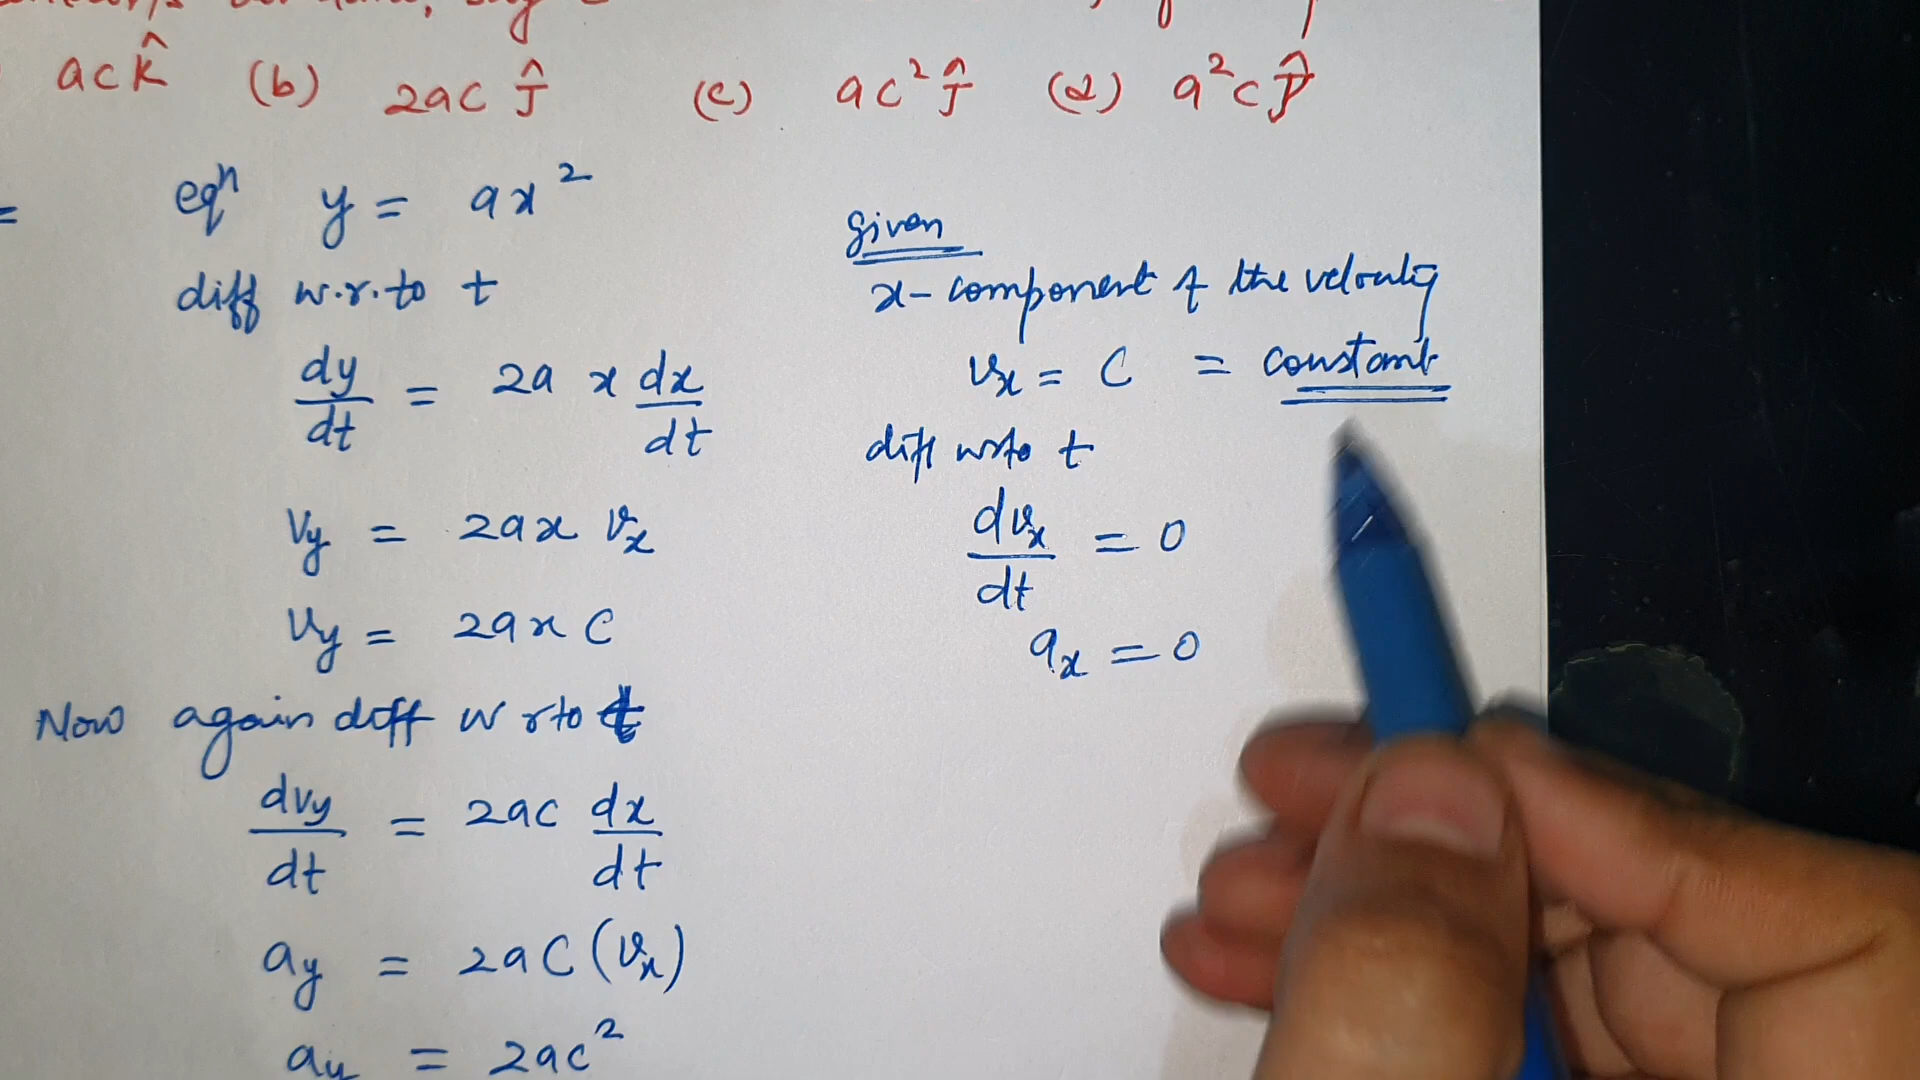 ack̂ (b) 2ac ĵ (c) ac² ĵ (d) a²c ĵ
= eqⁿ y = ax²
diff w.r.to t
dy/dt = 2a x dx/dt
Vy = 2ax vx
Vy = 2ax C
Now again diff w r to t
dvy/dt = 2ac dx/dt
ay = 2aC (vx)
ay = 2ac²
given
x-component of the velocity
vx = C = constant
diff wrto t
dvx/dt = 0
ax = 0